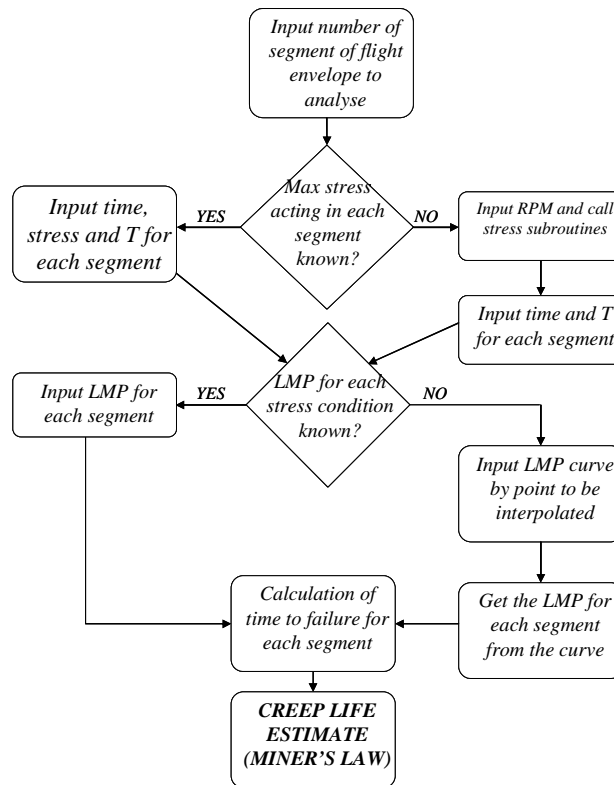 Input number of
segment of flight
envelope to
analyse
Max stress
acting in each
segment
known?
YES
NO
Input time,
stress and T for
each segment
Input RPM and call
stress subroutines
Input time and T
for each segment
LMP for each
stress condition
known?
YES
NO
Input LMP for
each segment
Input LMP curve
by point to be
interpolated
Calculation of
time to failure for
each segment
Get the LMP for
each segment
from the curve
CREEP LIFE
ESTIMATE
(MINER'S LAW)